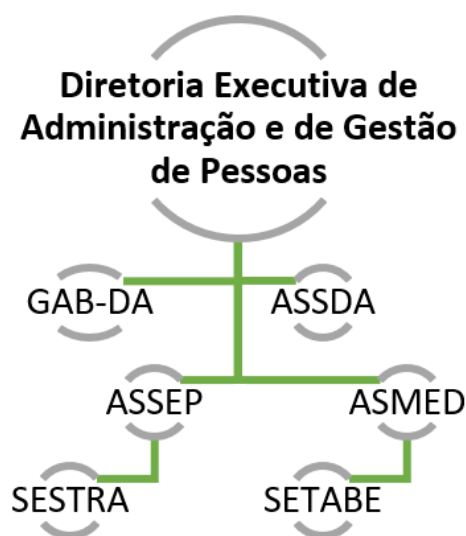 Diretoria Executiva de
Administração e de Gestão
de Pessoas
GAB-DA
ASSDA
ASSEP
ASMED
SESTRA
SETABE